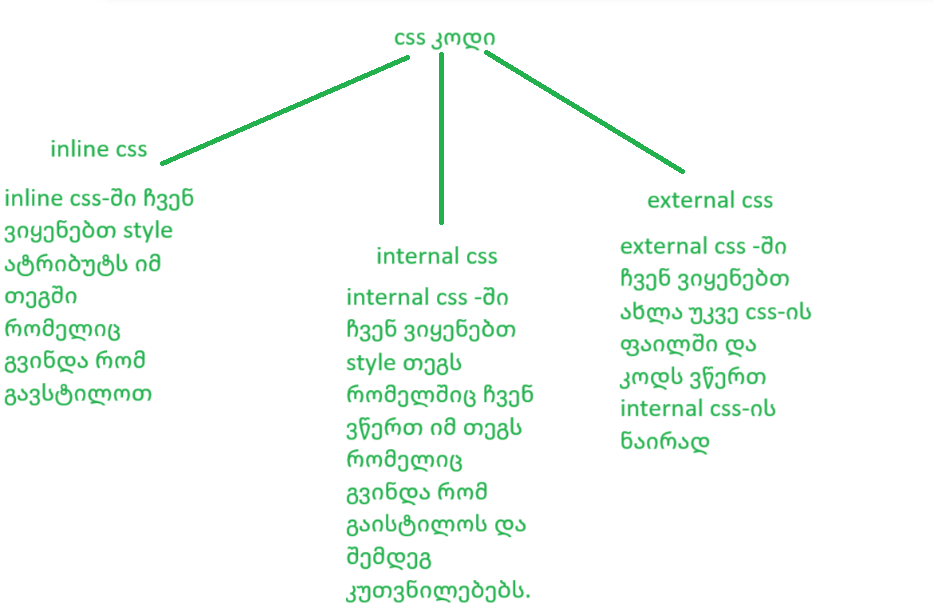 css კოდი
inline css
inline css-ში ჩვენ
ვიყენებთ style
ატრიბუტს იმ
თეგში
რომელიც
გვინდა რომ
გავსტილოთ
internal css
internal css -ში
ჩვენ ვიყენებთ
style თეგს
რომელშიც ჩვენ
ვწერთ იმ თეგს
რომელიც
გვინდა რომ
გაისტილოს და
შემდეგ
კუთვნილებებს.
external css
external css -ში
ჩვენ ვიყენებთ
ახლა უკვე css-ის
ფაილში და
კოდს ვწერთ
internal css-ის
ნაირად